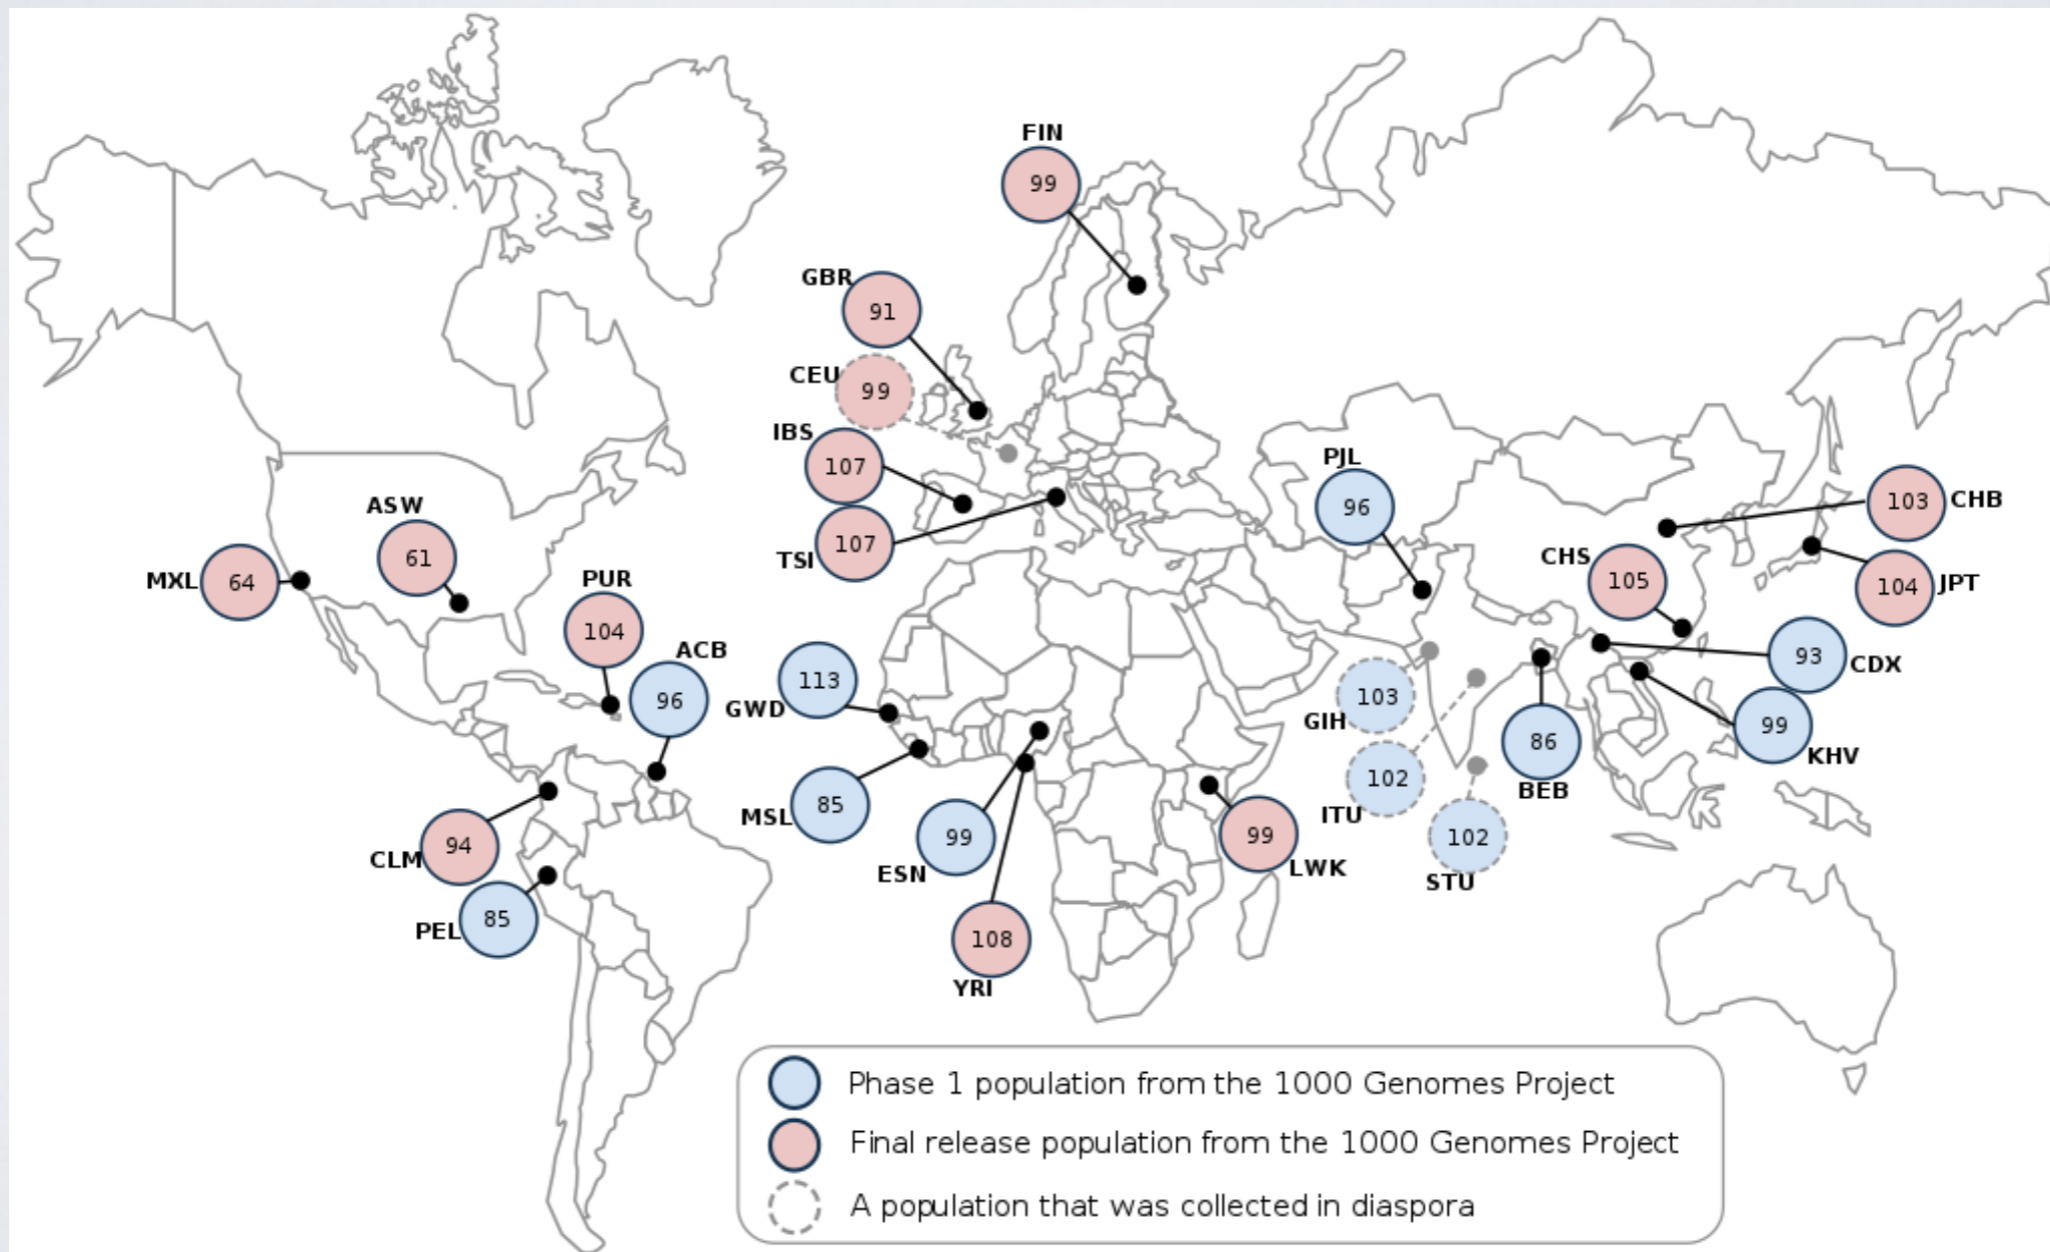 FIN
99
GBR
91
CEU
99
IBS
107
TSI
107
PJL
96
103
CHB
CHS
105
104
JPT
ASW
61
MXL
64
PUR
104
ACB
96
113
GWD
93
CDX
99
KHV
103
GIH
102
ITU
86
BEB
102
STU
85
MSL
99
ESN
99
LWK
108
YRI
94
CLM
85
PEL
Phase 1 population from the 1000 Genomes Project
Final release population from the 1000 Genomes Project
A population that was collected in diaspora